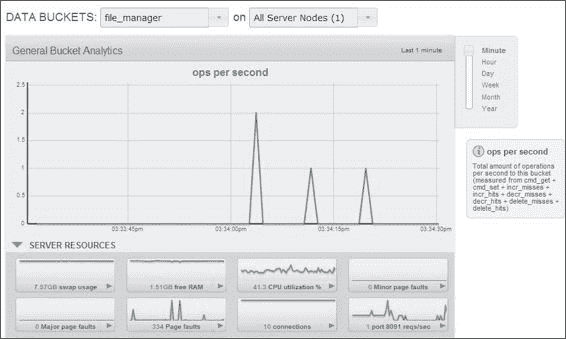 DATA BUCKETS: file_manager on All Server Nodes (1)
General Bucket Analytics
Last 1 minute
ops per second
2.5
2
1.5
1
0.5
0
03:33:45pm
03:34:00pm
03:34:15pm
03:34:30pm
Minute
Hour
Day
Week
Month
Year
i ops per second
Total amount of operations
per second to this bucket
(measured from cmd_get +
cmd_set + incr_misses +
incr_hits + decr_misses +
decr_hits + delete_misses +
delete_hits)
SERVER RESOURCES
7.97GB swap usage
1.51GB free RAM
41.3 CPU utilization %
0 Minor page faults
0 Major page faults
334 Page faults
10 connections
1 port 8091 reqs/sec